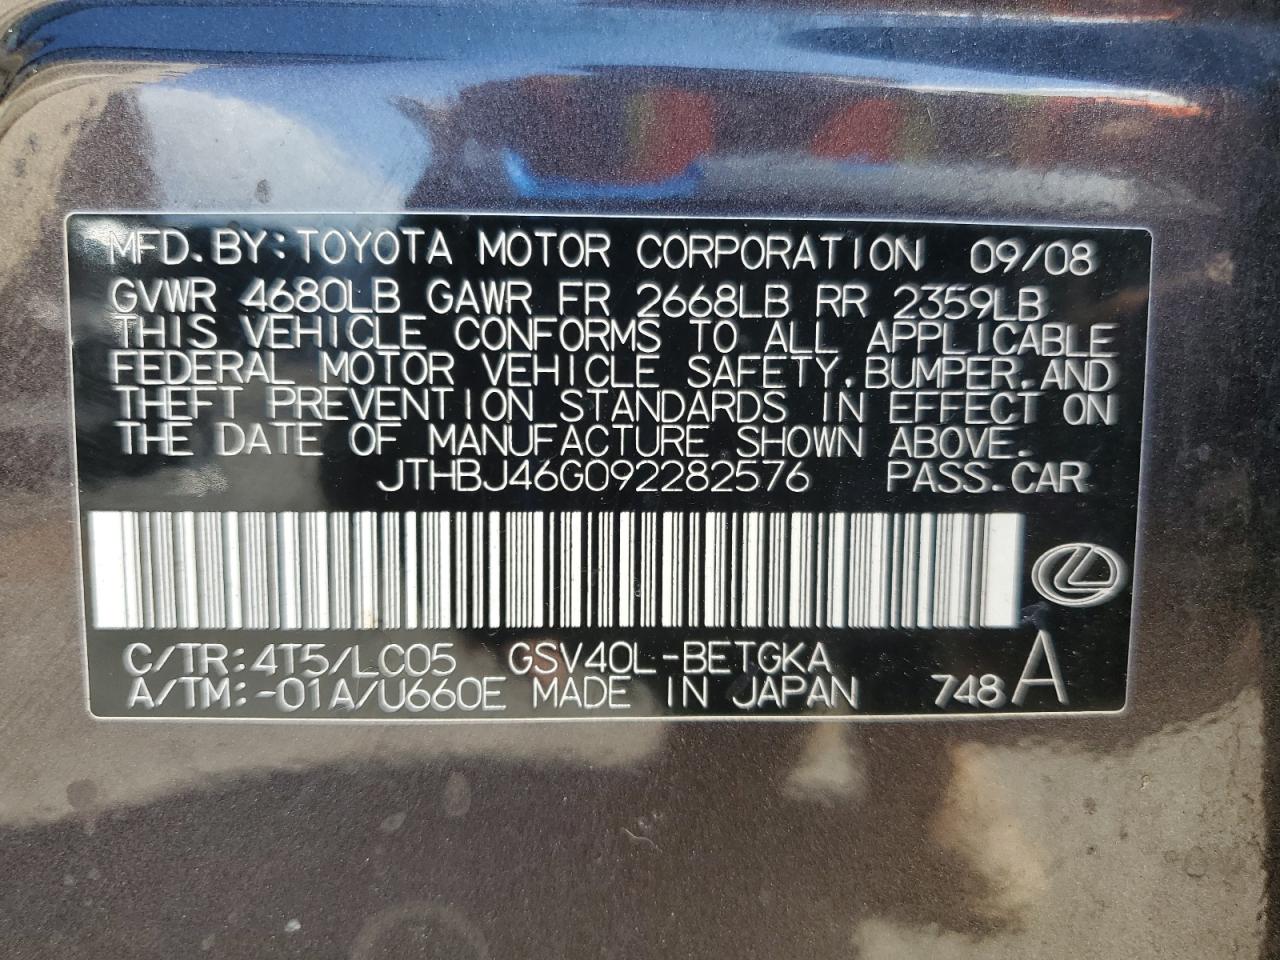 MFD. BY: TOYOTA MOTOR CORPORATION 09/08
GVWR 4680LB GAWR FR 2668LB RR 2359LB
THIS VEHICLE CONFORMS TO ALL APPLICABLE
FEDERAL MOTOR VEHICLE SAFETY, BUMPER, AND
THEFT PREVENTION STANDARDS IN EFFECT ON
THE DATE OF MANUFACTURE SHOWN ABOVE.
JTHBJ46G092282576 PASS. CAR
C/TR: 4T5/LC05 GSV40L-BETGKA
A/TM: -01A/U660E MADE IN JAPAN 748 A